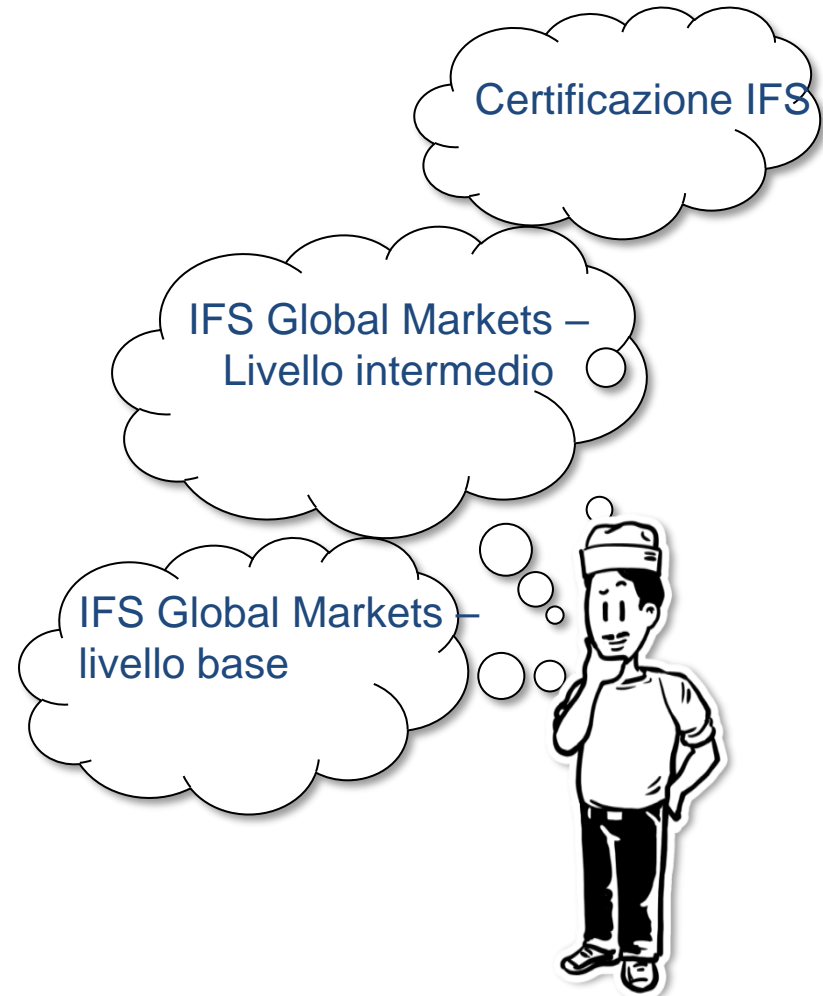 Certificazione IFS
IFS Global Markets –
Livello intermedio
IFS Global Markets –
livello base